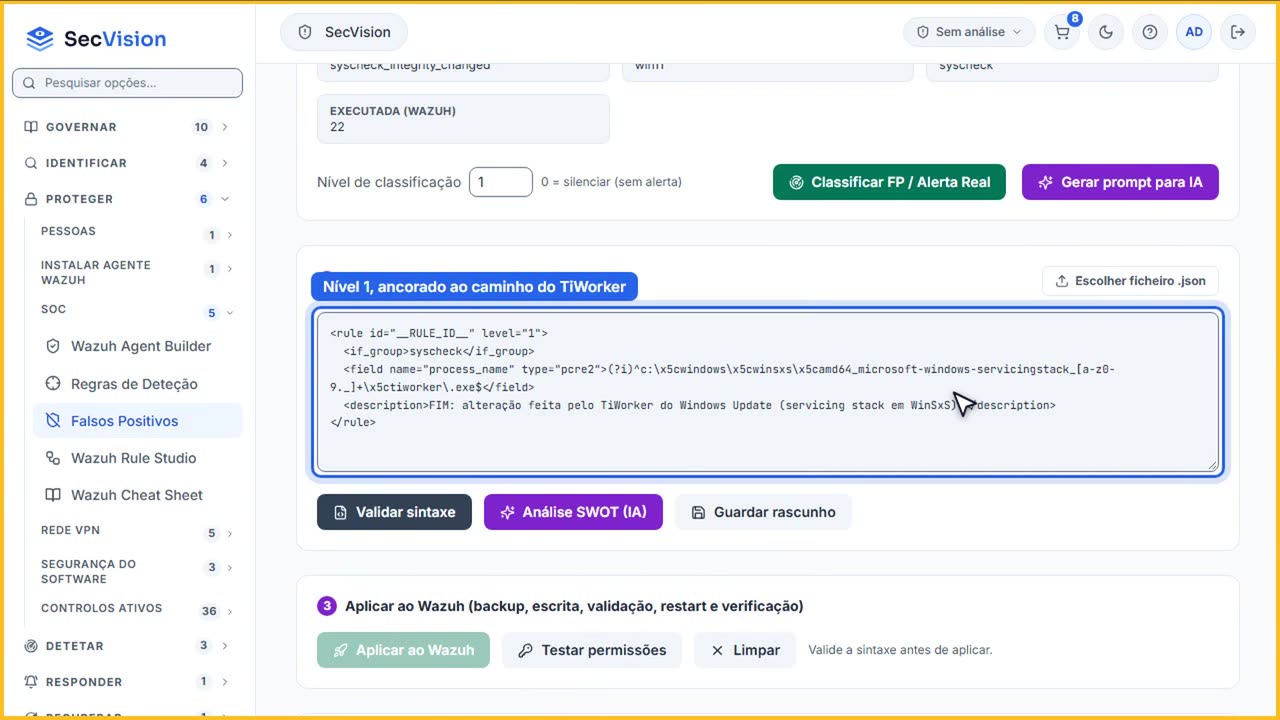 SecVision
SecVision
Sem análise
8
AD
Pesquisar opções...
GOVERNAR 10
IDENTIFICAR 4
PROTEGER 6
PESSOAS 1
INSTALAR AGENTE
WAZUH 1
SOC 5
Wazuh Agent Builder
Regras de Deteção
Falsos Positivos
Wazuh Rule Studio
Wazuh Cheat Sheet
REDE VPN 5
SEGURANÇA DO
SOFTWARE 3
CONTROLOS ATIVOS 36
DETETAR 3
RESPONDER 1
RECUPERAR 1
syscheck_integrity_changed
win11
syscheck
EXECUTADA (WAZUH)
22
Nível de classificação 1 0 = silenciar (sem alerta)
Classificar FP / Alerta Real
Gerar prompt para IA
Nível 1, ancorado ao caminho do TiWorker
Escolher ficheiro .json
<rule id="__RULE_ID__" level="1">
<if_group>syscheck</if_group>
<field name="process_name" type="pcre2">(?i)^c:\x5cwindows\x5cwinsxs\x5camd64_microsoft-windows-servicingstack_[a-z0-
9._]+\x5ctiworker\.exe$</field>
<description>FIM: alteração feita pelo TiWorker do Windows Update (servicing stack em WinSxS)</description>
</rule>
Validar sintaxe
Análise SWOT (IA)
Guardar rascunho
3 Aplicar ao Wazuh (backup, escrita, validação, restart e verificação)
Aplicar ao Wazuh
Testar permissões
Limpar
Valide a sintaxe antes de aplicar.